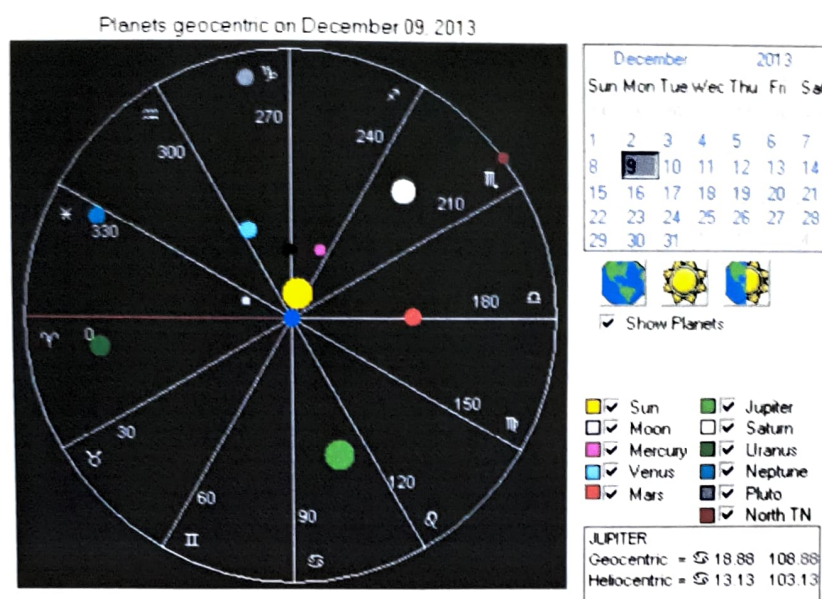 Planets geocentric on December 09, 2013
♑ 270
♐ 240
♒ 300
♏ 210
♓ 330
♎ 180
♈ 0
♍ 150
♉ 30
♌ 120
♊ 60
♋ 90
December 2013
Sun Mon Tue Wec Thu Fri Sat
1 2 3 4 5 6 7
8 9 10 11 12 13 14
15 16 17 18 19 20 21
22 23 24 25 26 27 28
29 30 31
Show Planets
Sun Jupiter
Moon Saturn
Mercury Uranus
Venus Neptune
Mars Pluto
North TN
JUPITER
Geocentric = ♋ 18.88 108.88
Heliocentric = ♋ 13.13 103.13